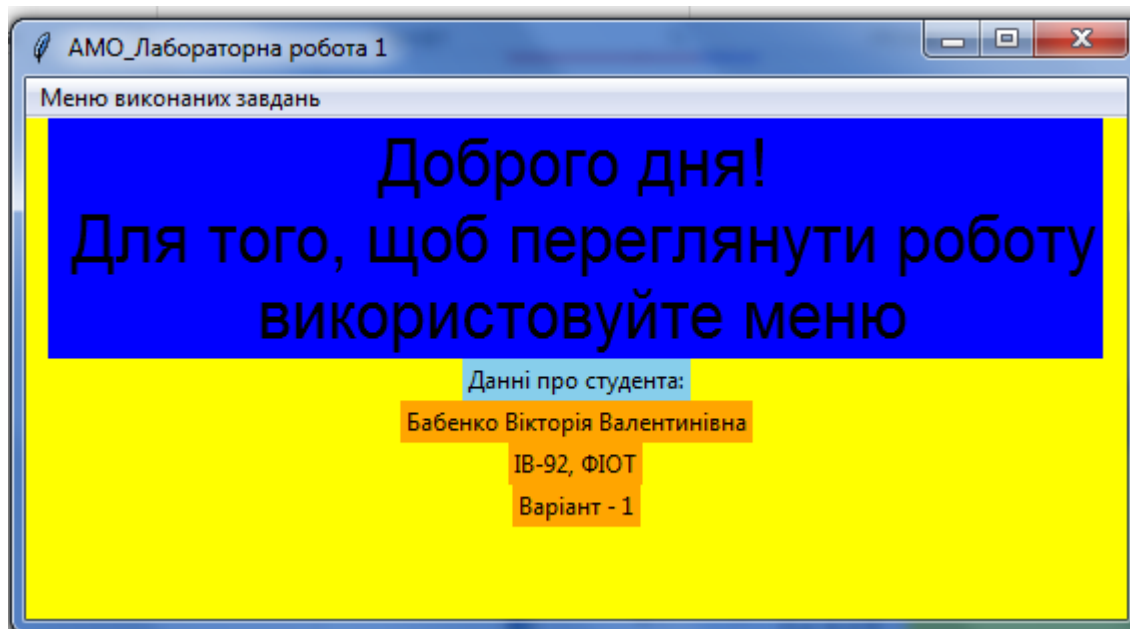 АМО_Лабораторна робота 1
Меню виконаних завдань
Доброго дня!
Для того, щоб переглянути роботу
використовуйте меню
Данні про студента:
Бабенко Вікторія Валентинівна
ІВ-92, ФІОТ
Варіант - 1